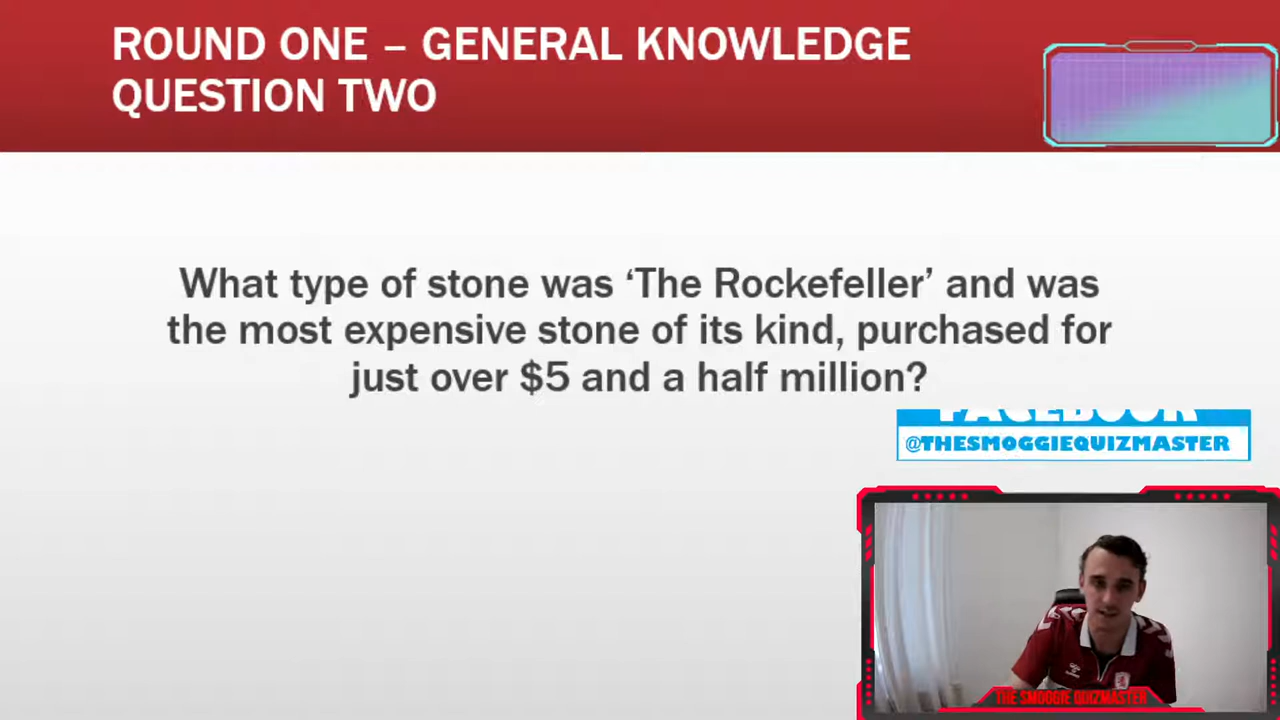 ROUND ONE – GENERAL KNOWLEDGE
QUESTION TWO
What type of stone was ‘The Rockefeller’ and was
the most expensive stone of its kind, purchased for
just over $5 and a half million?
FACEBOOK
@THESMOGGIEQUIZMASTER
THE SMOGGIE QUIZMASTER